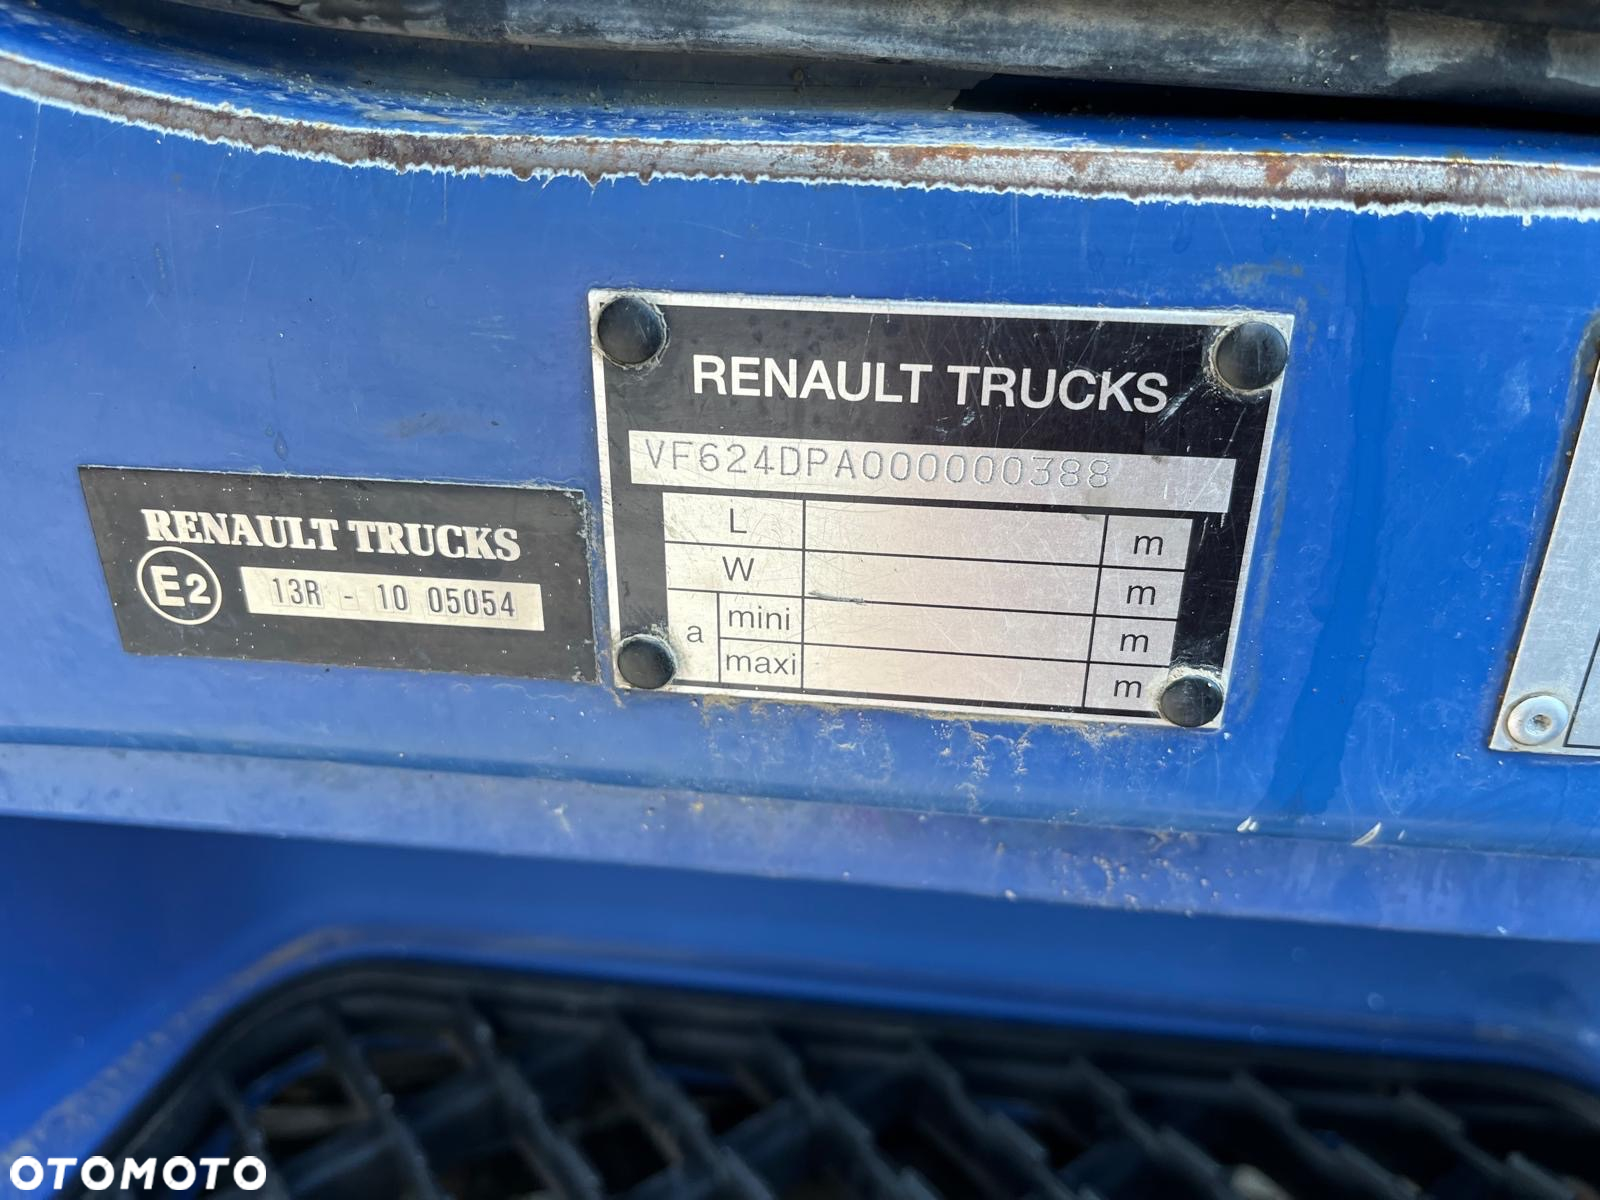 RENAULT TRUCKS
VF624DPA000000388
L m
W m
a mini m
maxi m
RENAULT TRUCKS
E2 13R - 10 05054
OTOMOTO